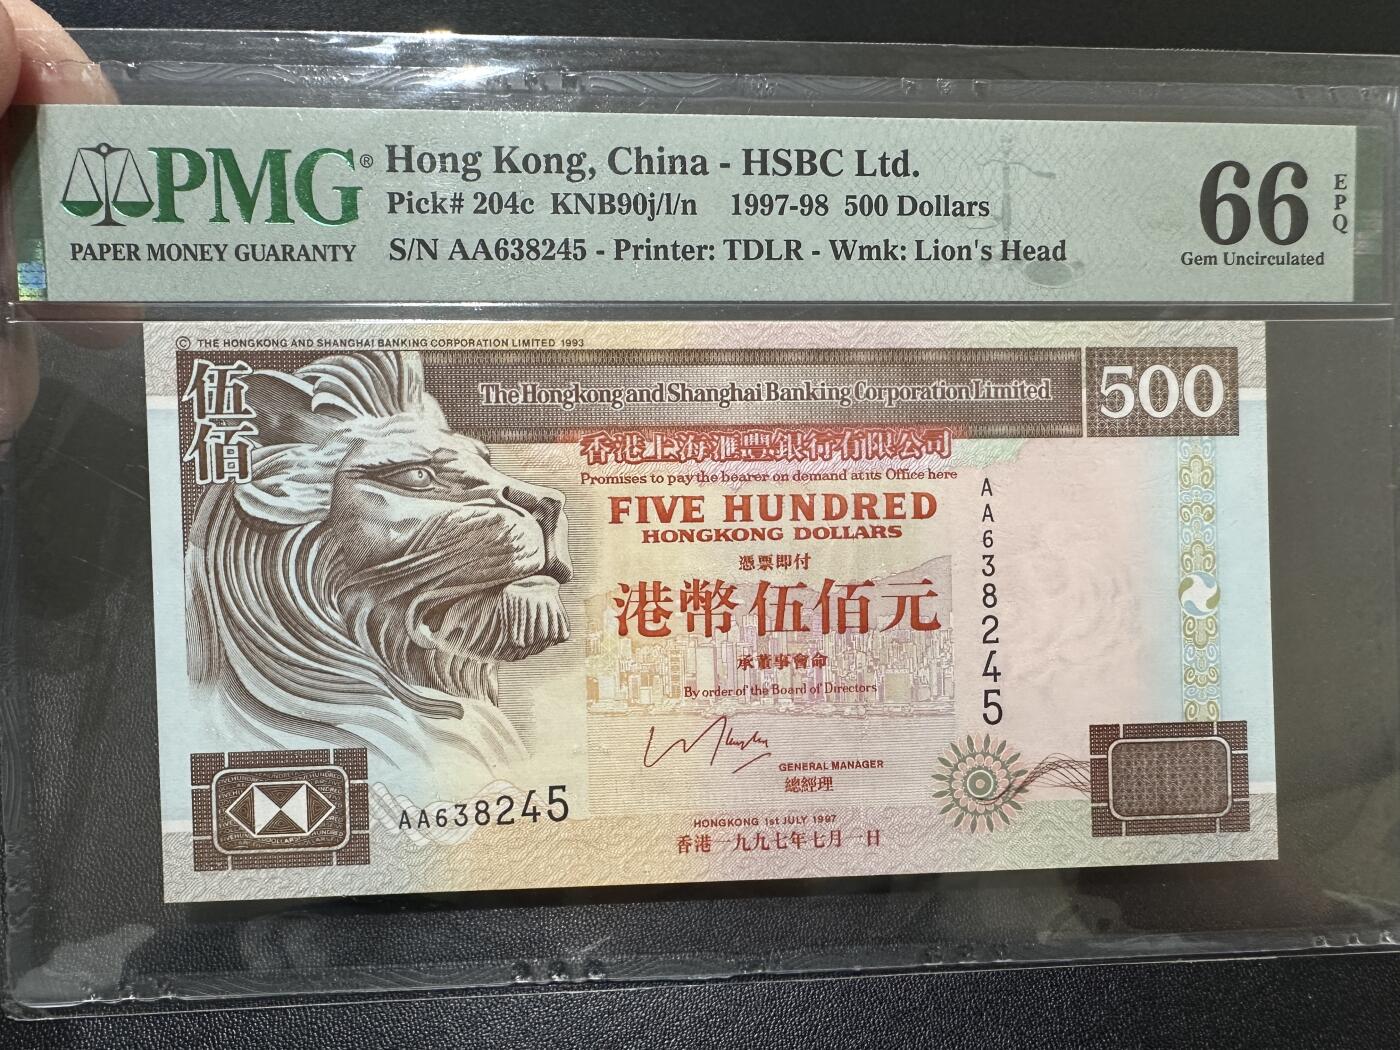 PMG®
PAPER MONEY GUARANTY
Hong Kong, China - HSBC Ltd.
Pick# 204c KNB90j/l/n 1997-98 500 Dollars
S/N AA638245 - Printer: TDLR - Wmk: Lion's Head
66
EPQ
Gem Uncirculated
© THE HONGKONG AND SHANGHAI BANKING CORPORATION LIMITED 1993
伍佰
The Hongkong and Shanghai Banking Corporation Limited
500
香港上海滙豐銀行有限公司
Promises to pay the bearer on demand at its Office here
FIVE HUNDRED
HONGKONG DOLLARS
憑票即付
港幣伍佰元
承董事會命
By order of the Board of Directors
AA638245
GENERAL MANAGER
總經理
AA638245
HONGKONG 1st JULY 1997
香港一九九七年七月一日